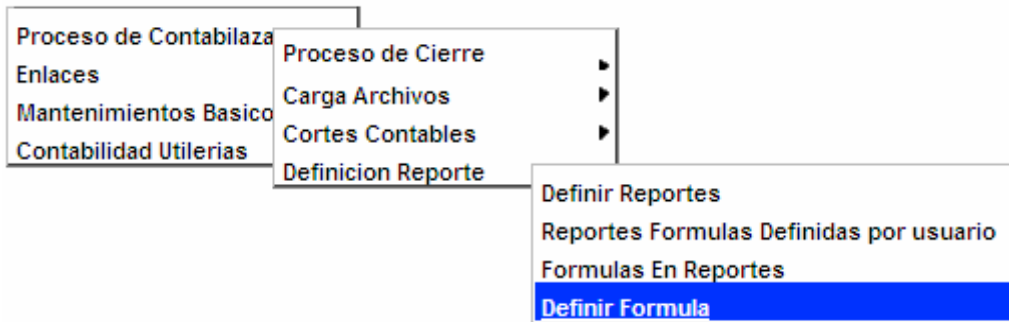 Proceso de Contabilaza
Enlaces
Mantenimientos Basico
Contabilidad Utilerias
Proceso de Cierre
Carga Archivos
Cortes Contables
Definicion Reporte
Definir Reportes
Reportes Formulas Definidas por usuario
Formulas En Reportes
Definir Formula